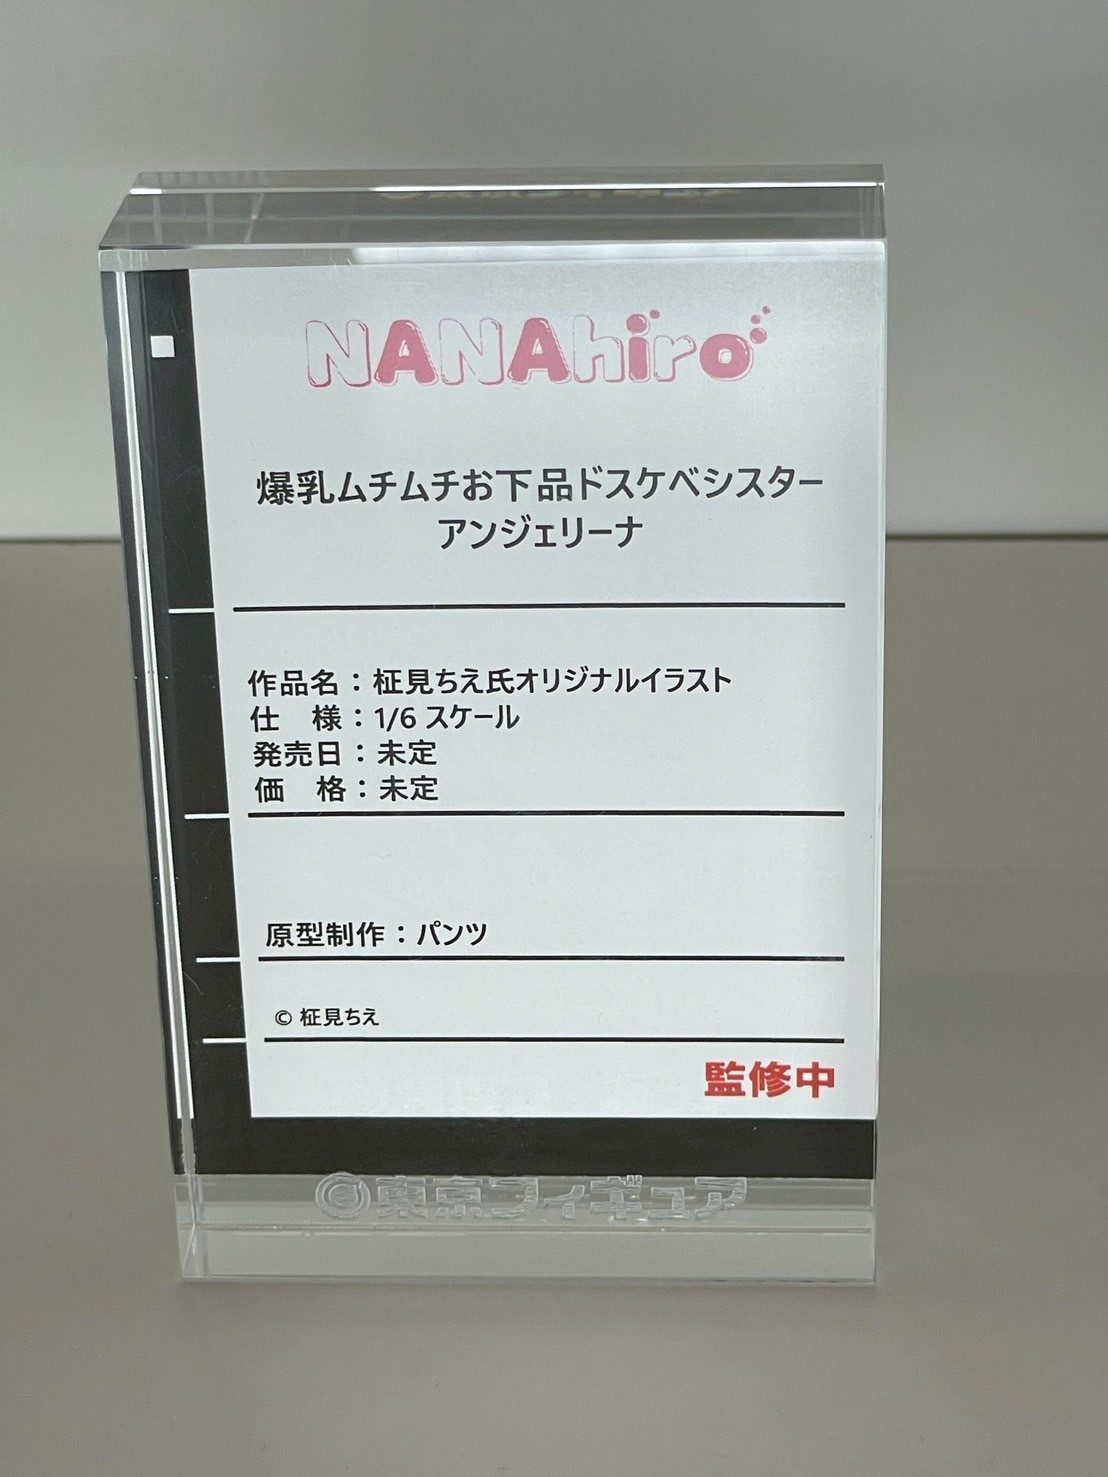 NANAhiro
爆乳ムチムチお下品ドスケベシスター
アンジェリーナ
作品名：柾見ちえ氏オリジナルイラスト
仕　様：1/6 スケール
発売日：未定
価　格：未定
原型制作：パンツ
© 柾見ちえ
監修中
東京フィギュア